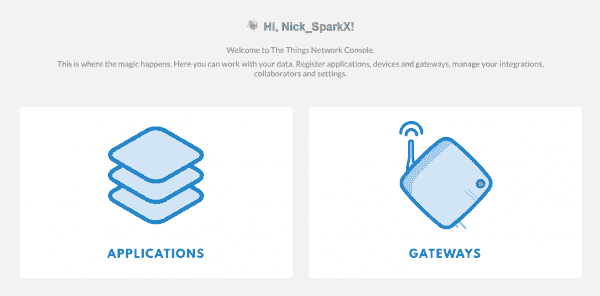 Hi, Nick_SparkX!
Welcome to The Things Network Console.
This is where the magic happens. Here you can work with your data. Register applications, devices and gateways, manage your integrations,
collaborators and settings.
APPLICATIONS
GATEWAYS